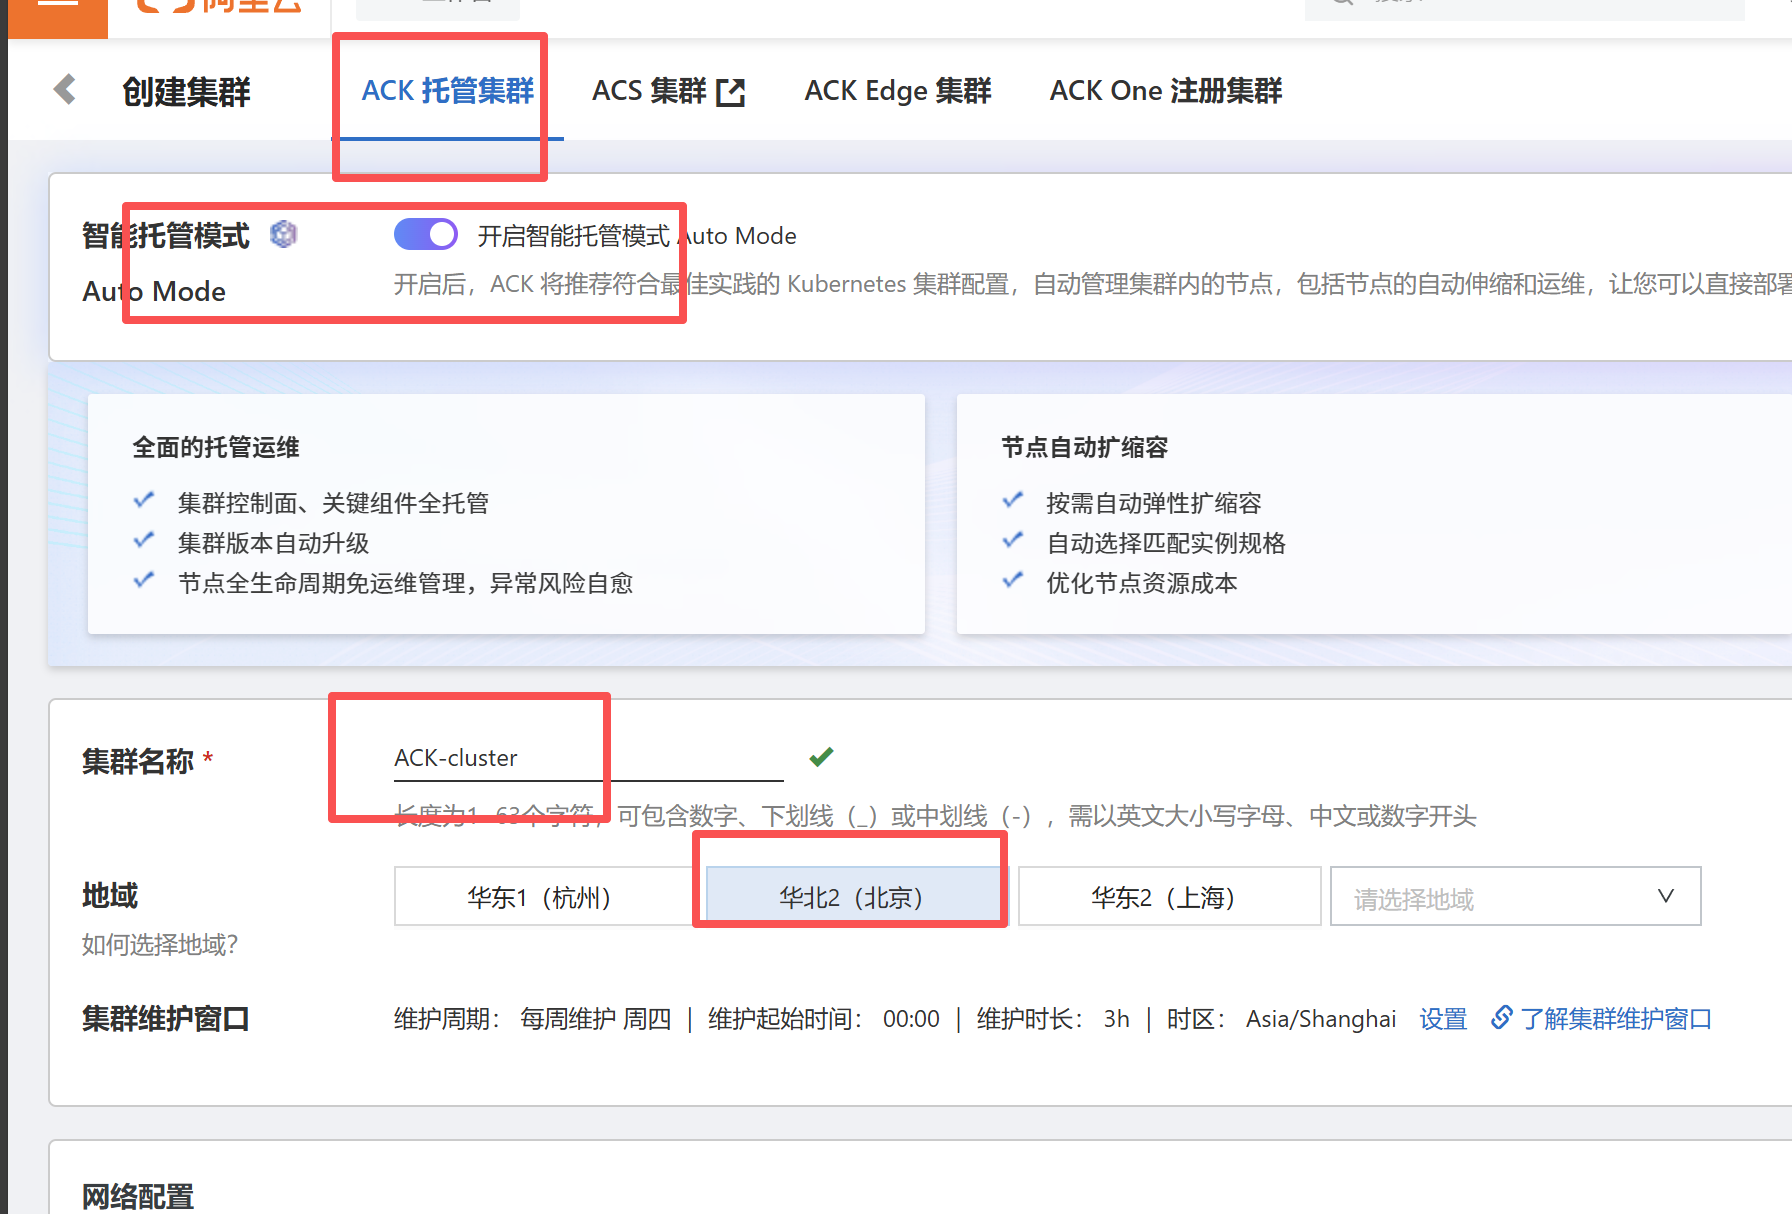 阿里云
创建集群
ACK 托管集群
ACS 集群
ACK Edge 集群
ACK One 注册集群
智能托管模式
Auto Mode
开启智能托管模式 Auto Mode
开启后，ACK 将推荐符合最佳实践的 Kubernetes 集群配置，自动管理集群内的节点，包括节点的自动伸缩和运维，让您可以直接部署
全面的托管运维
集群控制面、关键组件全托管
集群版本自动升级
节点全生命周期免运维管理，异常风险自愈
节点自动扩缩容
按需自动弹性扩缩容
自动选择匹配实例规格
优化节点资源成本
集群名称 *
ACK-cluster
长度为1-63个字符，可包含数字、下划线（_）或中划线（-），需以英文大小写字母、中文或数字开头
地域
如何选择地域？
华东1（杭州）
华北2（北京）
华东2（上海）
请选择地域
集群维护窗口
维护周期： 每周维护 周四 | 维护起始时间： 00:00 | 维护时长： 3h | 时区： Asia/Shanghai 设置 了解集群维护窗口
网络配置